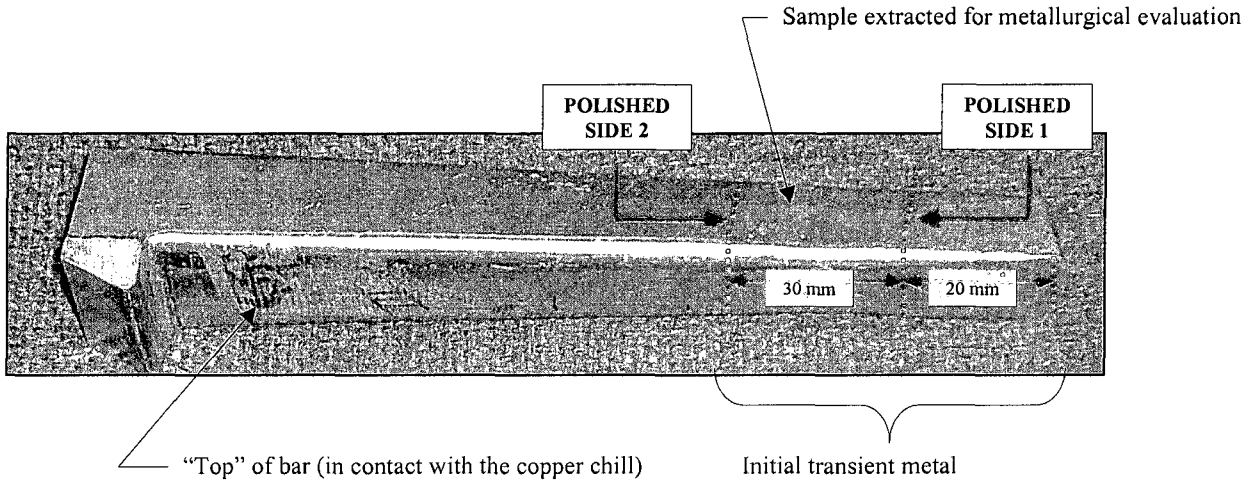 Sample extracted for metallurgical evaluation
POLISHED
SIDE 2
POLISHED
SIDE 1
30 mm
20 mm
“Top” of bar (in contact with the copper chill)
Initial transient metal